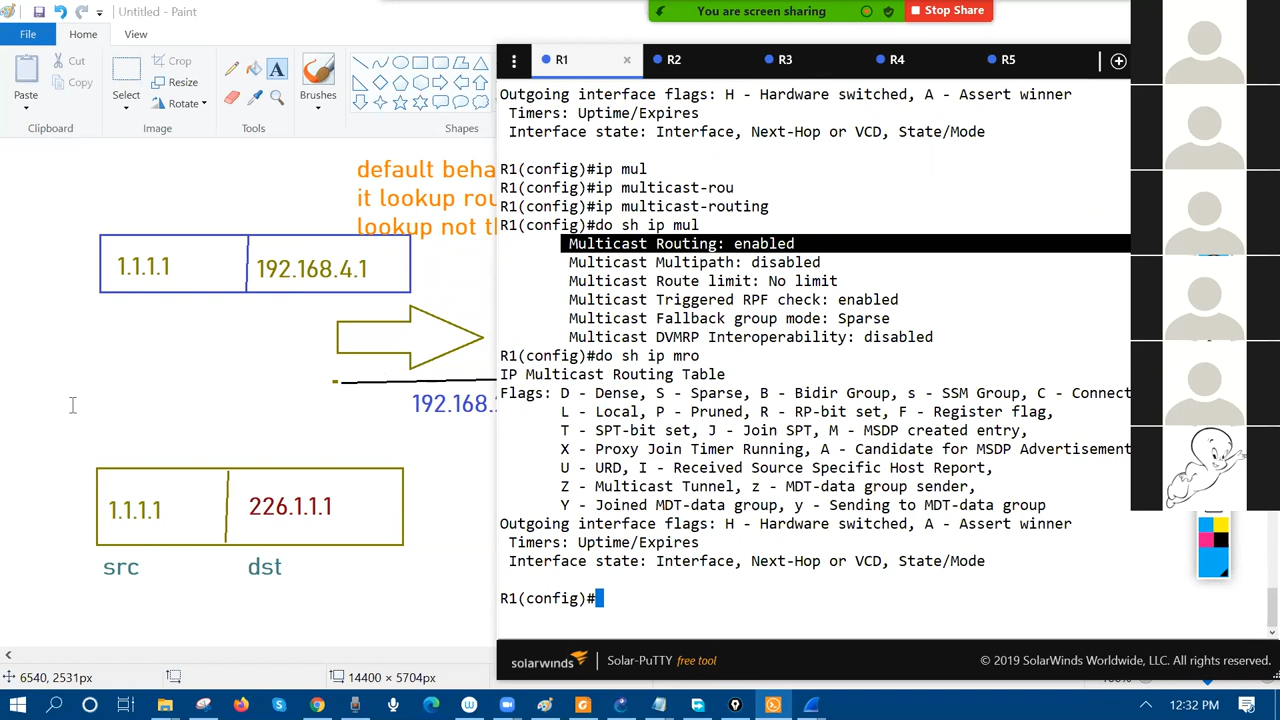 Untitled - Paint
You are screen sharing
Stop Share
File
Home
View
Paste
Cut
Copy
Clipboard
Select
Crop
Resize
Rotate
Image
Tools
Brushes
Shapes
R1
R2
R3
R4
R5
default beha
it lookup rou
lookup not th
1.1.1.1
192.168.4.1
192.168.
1.1.1.1
226.1.1.1
src
dst
Outgoing interface flags: H - Hardware switched, A - Assert winner
Timers: Uptime/Expires
Interface state: Interface, Next-Hop or VCD, State/Mode
R1(config)#ip mul
R1(config)#ip multicast-rou
R1(config)#ip multicast-routing
R1(config)#do sh ip mul
Multicast Routing: enabled
Multicast Multipath: disabled
Multicast Route limit: No limit
Multicast Triggered RPF check: enabled
Multicast Fallback group mode: Sparse
Multicast DVMRP Interoperability: disabled
R1(config)#do sh ip mro
IP Multicast Routing Table
Flags: D - Dense, S - Sparse, B - Bidir Group, s - SSM Group, C - Connect
L - Local, P - Pruned, R - RP-bit set, F - Register flag,
T - SPT-bit set, J - Join SPT, M - MSDP created entry,
X - Proxy Join Timer Running, A - Candidate for MSDP Advertisement
U - URD, I - Received Source Specific Host Report,
Z - Multicast Tunnel, z - MDT-data group sender,
Y - Joined MDT-data group, y - Sending to MDT-data group
Outgoing interface flags: H - Hardware switched, A - Assert winner
Timers: Uptime/Expires
Interface state: Interface, Next-Hop or VCD, State/Mode
R1(config)#
solarwinds
Solar-PuTTY free tool
© 2019 SolarWinds Worldwide, LLC. All rights reserved.
6540, 2531px
14400 × 5704px
12:32 PM